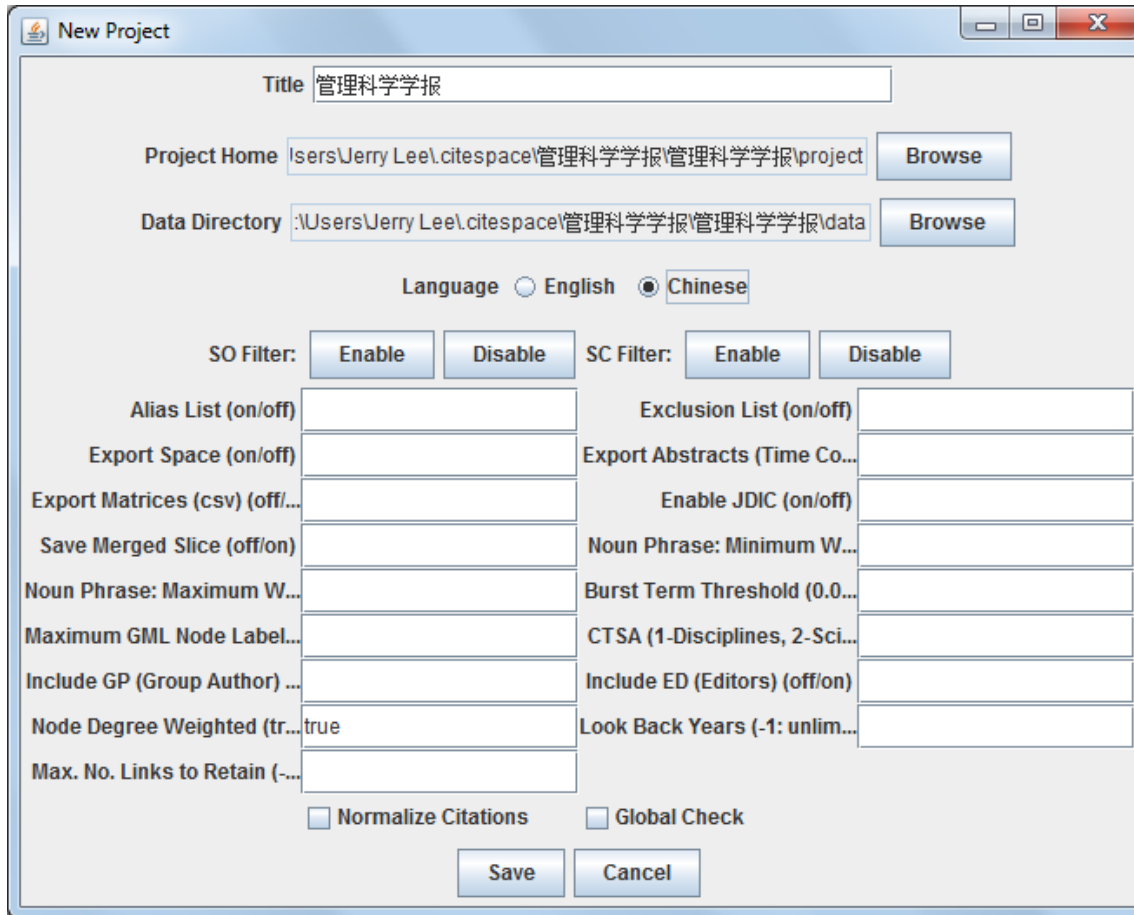 New Project
Title 管理科学学报
Project Home Isers\Jerry Lee\.citespace\管理科学学报\管理科学学报\project Browse
Data Directory :\Users\Jerry Lee\.citespace\管理科学学报\管理科学学报\data Browse
Language English Chinese
SO Filter: Enable Disable SC Filter: Enable Disable
Alias List (on/off) Exclusion List (on/off)
Export Space (on/off) Export Abstracts (Time Co...
Export Matrices (csv) (off/... Enable JDIC (on/off)
Save Merged Slice (off/on) Noun Phrase: Minimum W...
Noun Phrase: Maximum W... Burst Term Threshold (0.0...
Maximum GML Node Label... CTSA (1-Disciplines, 2-Sci...
Include GP (Group Author) ... Include ED (Editors) (off/on)
Node Degree Weighted (tr... true Look Back Years (-1: unlim...
Max. No. Links to Retain (-...
Normalize Citations Global Check
Save Cancel